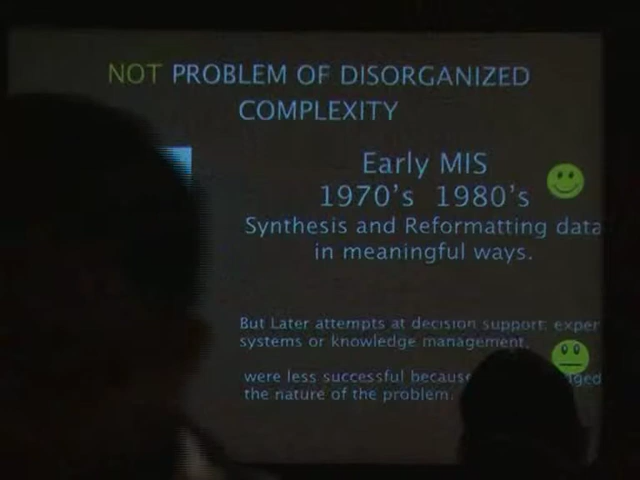 NOT PROBLEM OF DISORGANIZED
COMPLEXITY
Early MIS
1970's 1980's
Synthesis and Reformatting data
in meaningful ways.
But Later attempts at decision support, exper
systems or knowledge management,
were less successful because
the nature of the problem.